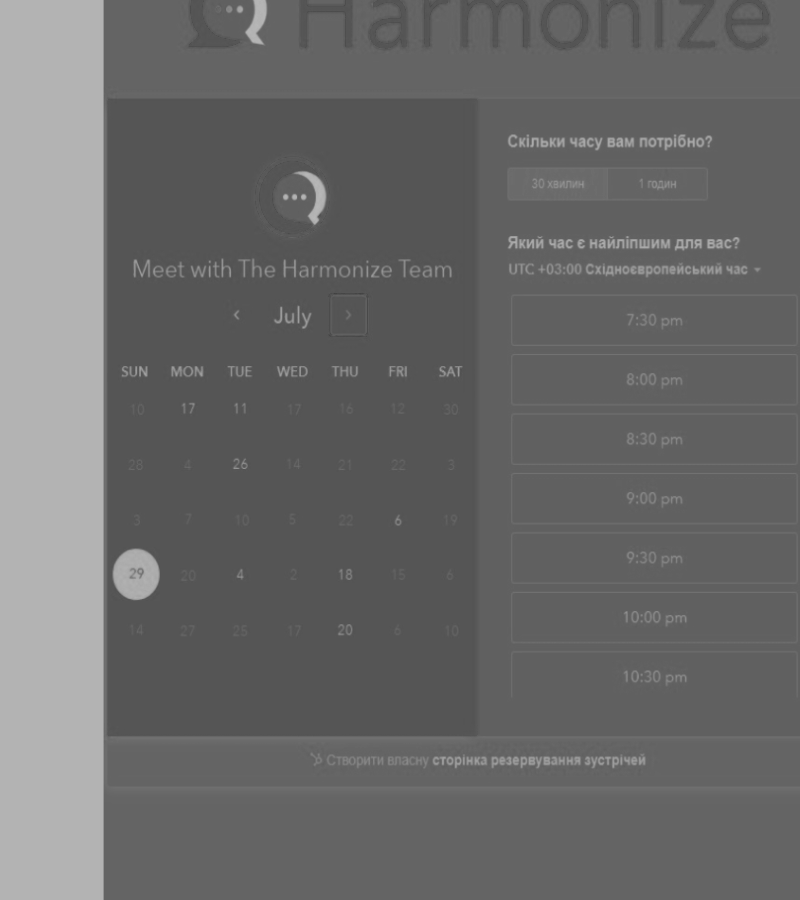 Harmonize
Meet with The Harmonize Team
July
SUN MON TUE WED THU FRI SAT
10 17 11 17 16 12 30
28 4 26 14 21 22 3
3 7 10 5 22 6 19
29 20 4 2 18 15 6
14 27 25 17 20 6 10
Скільки часу вам потрібно?
30 хвилин 1 годин
Який час є найліпшим для вас?
UTC +03:00 Східноєвропейський час
7:30 pm
8:00 pm
8:30 pm
9:00 pm
9:30 pm
10:00 pm
10:30 pm
Створити власну сторінка резервування зустрічей